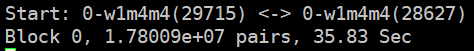 Start: 0-w1m4m4(29715) <-> 0-w1m4m4(28627)
Block 0, 1.78009e+07 pairs, 35.83 Sec